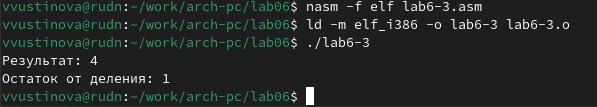 vvustinova@rudn:~/work/arch-pc/lab06$ nasm -f elf lab6-3.asm
vvustinova@rudn:~/work/arch-pc/lab06$ ld -m elf_i386 -o lab6-3 lab6-3.o
vvustinova@rudn:~/work/arch-pc/lab06$ ./lab6-3
Результат: 4
Остаток от деления: 1
vvustinova@rudn:~/work/arch-pc/lab06$